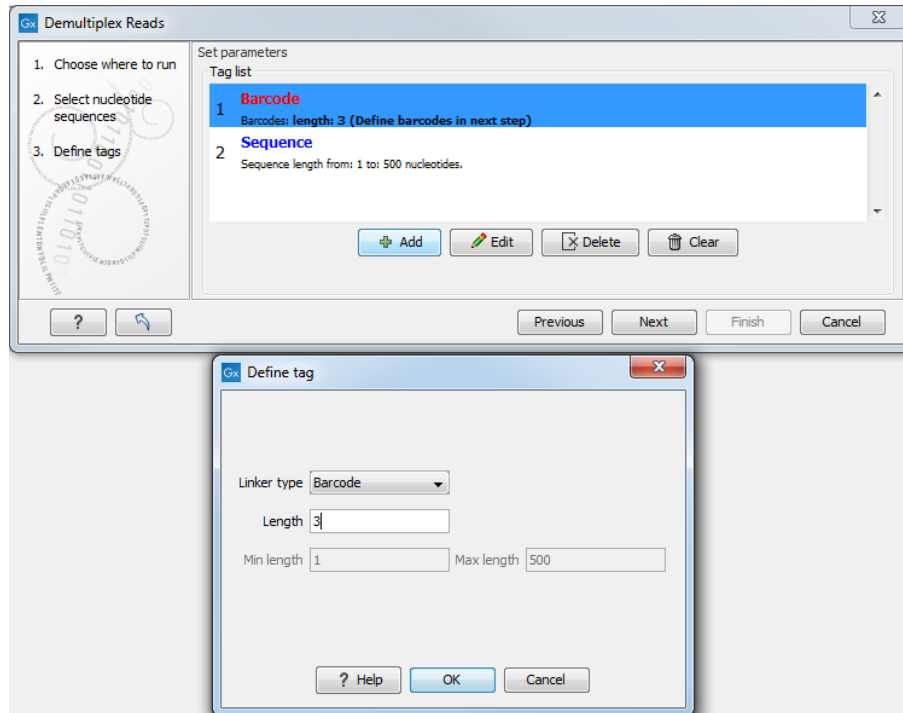 Gx Demultiplex Reads
1. Choose where to run
2. Select nucleotide
sequences
3. Define tags
Set parameters
Tag list
1 Barcode
Barcodes: length: 3 (Define barcodes in next step)
2 Sequence
Sequence length from: 1 to: 500 nucleotides.
Add Edit Delete Clear
? Previous Next Finish Cancel
Gx Define tag
Linker type Barcode
Length 3
Min length 1 Max length 500
? Help OK Cancel